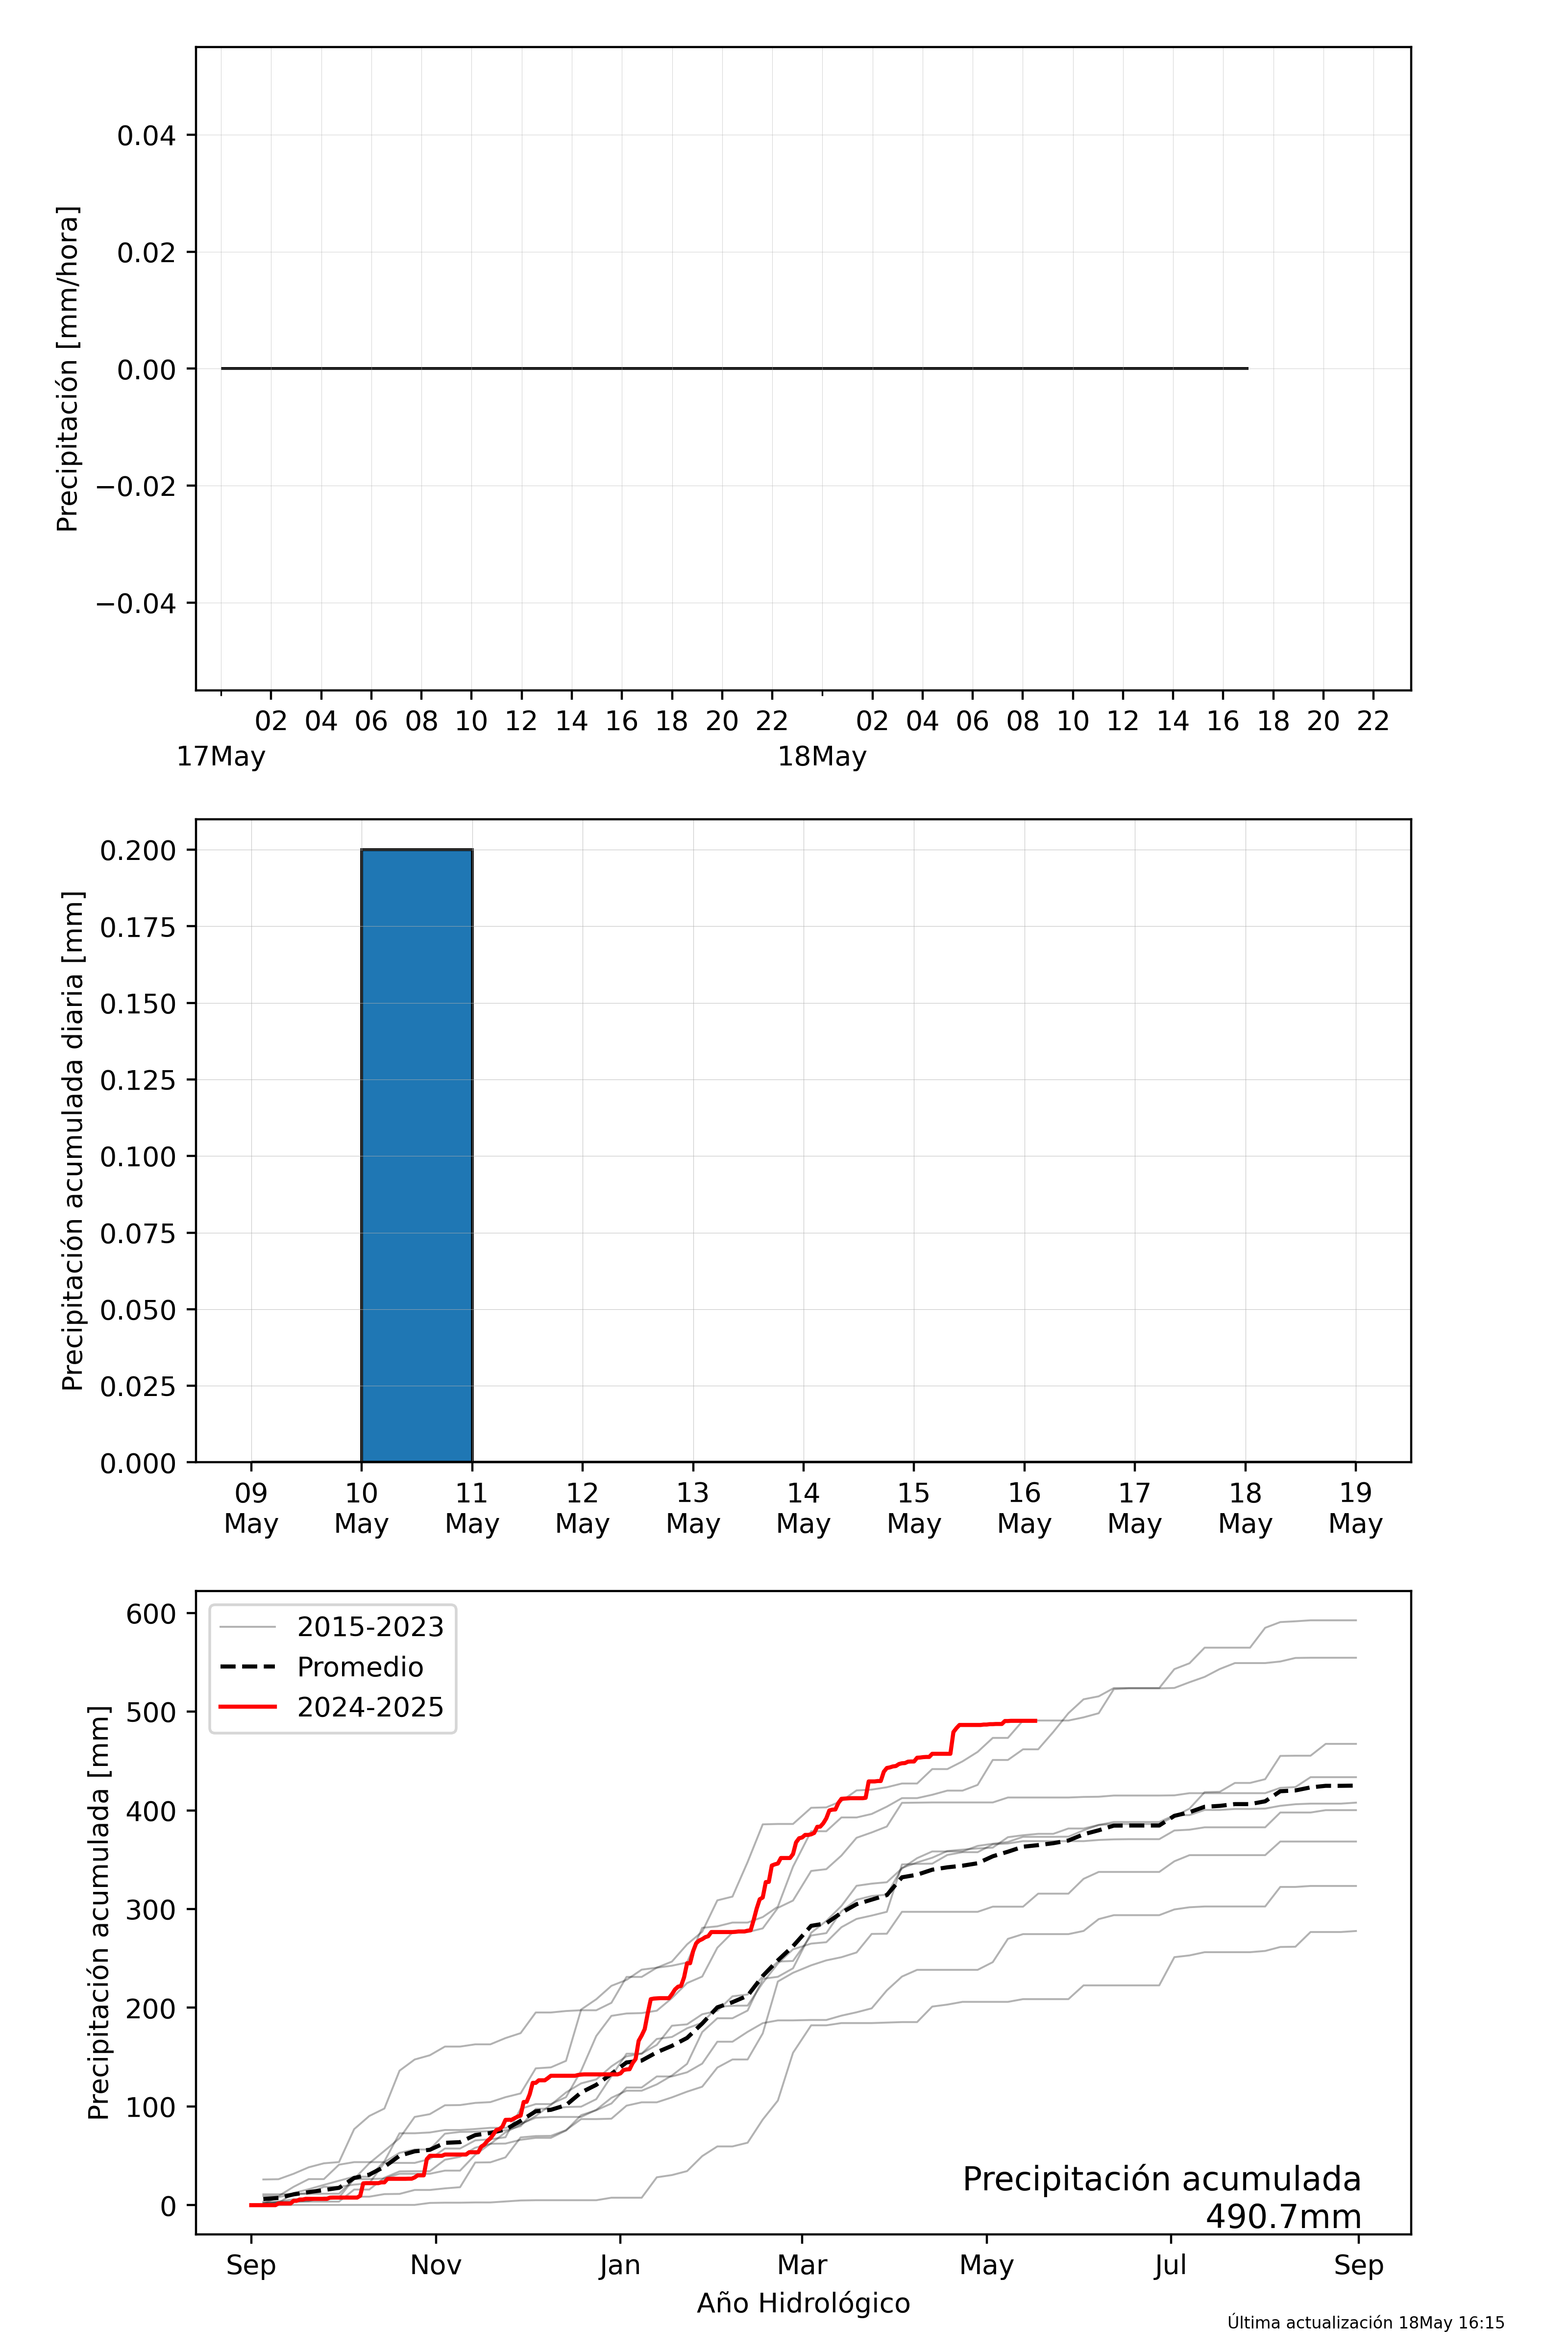 Precipitación [mm/hora]
0.04
0.02
0.00
−0.02
−0.04
02 04 06 08 10 12 14 16 18 20 22 02 04 06 08 10 12 14 16 18 20 22
17May 18May
Precipitación acumulada diaria [mm]
0.200
0.175
0.150
0.125
0.100
0.075
0.050
0.025
0.000
09 10 11 12 13 14 15 16 17 18 19
May May May May May May May May May May May
Precipitación acumulada [mm]
600
500
400
300
200
100
0
2015-2023
Promedio
2024-2025
Precipitación acumulada
490.7mm
Sep Nov Jan Mar May Jul Sep
Año Hidrológico
Última actualización 18May 16:15